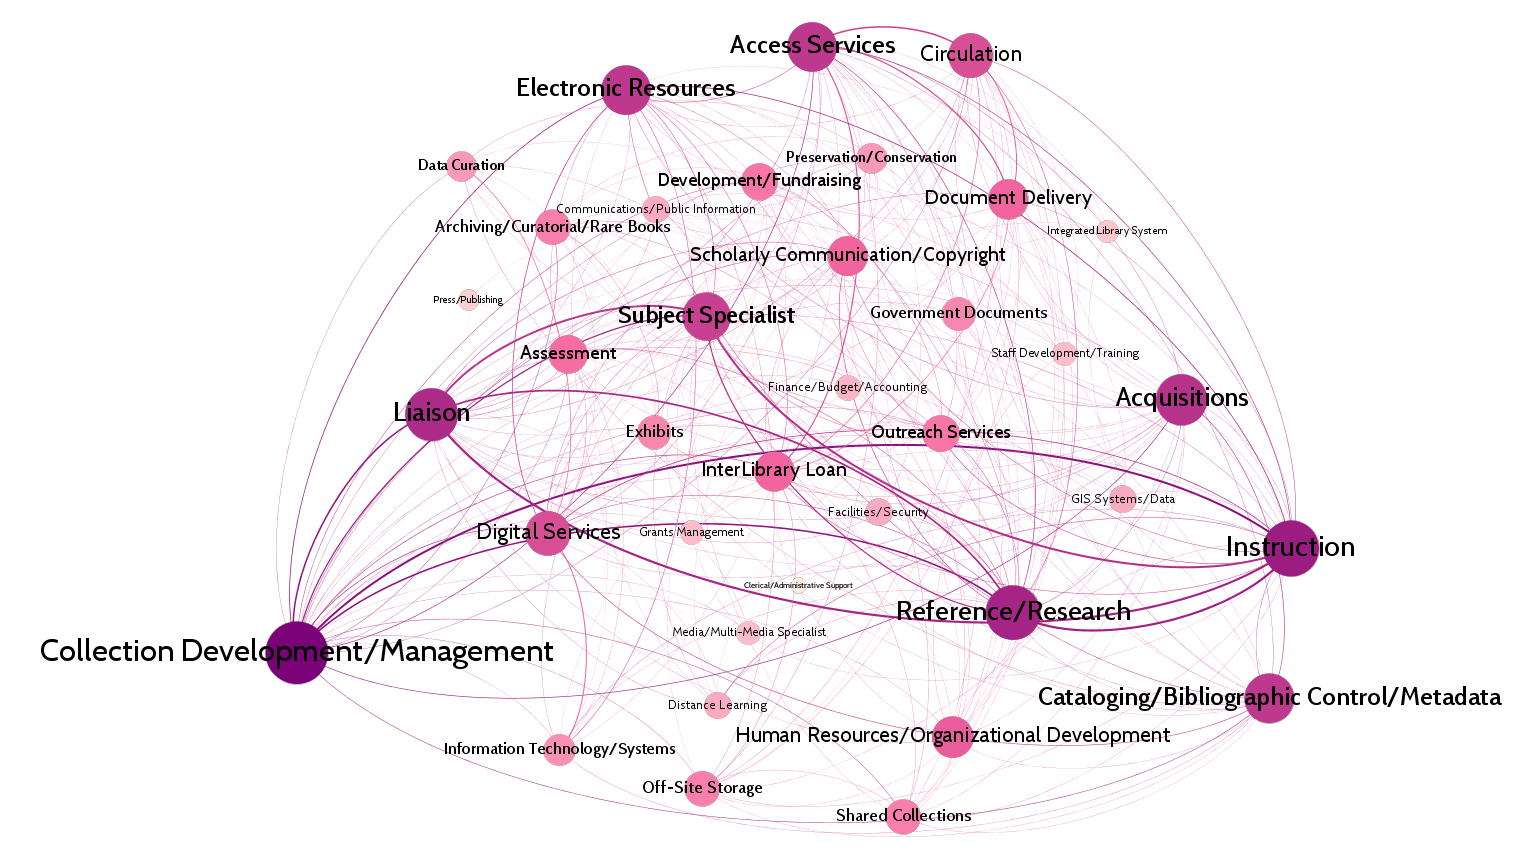 Access Services
Circulation
Electronic Resources
Preservation/Conservation
Data Curation
Development/Fundraising
Document Delivery
Communications/Public Information
Archiving/Curatorial/Rare Books
Integrated Library System
Scholarly Communication/Copyright
Press/Publishing
Subject Specialist
Government Documents
Assessment
Staff Development/Training
Finance/Budget/Accounting
Acquisitions
Liaison
Exhibits
Outreach Services
InterLibrary Loan
GIS Systems/Data
Facilities/Security
Digital Services
Grants Management
Instruction
Clerical/Administrative Support
Reference/Research
Media/Multi-Media Specialist
Collection Development/Management
Cataloging/Bibliographic Control/Metadata
Distance Learning
Human Resources/Organizational Development
Information Technology/Systems
Off-Site Storage
Shared Collections